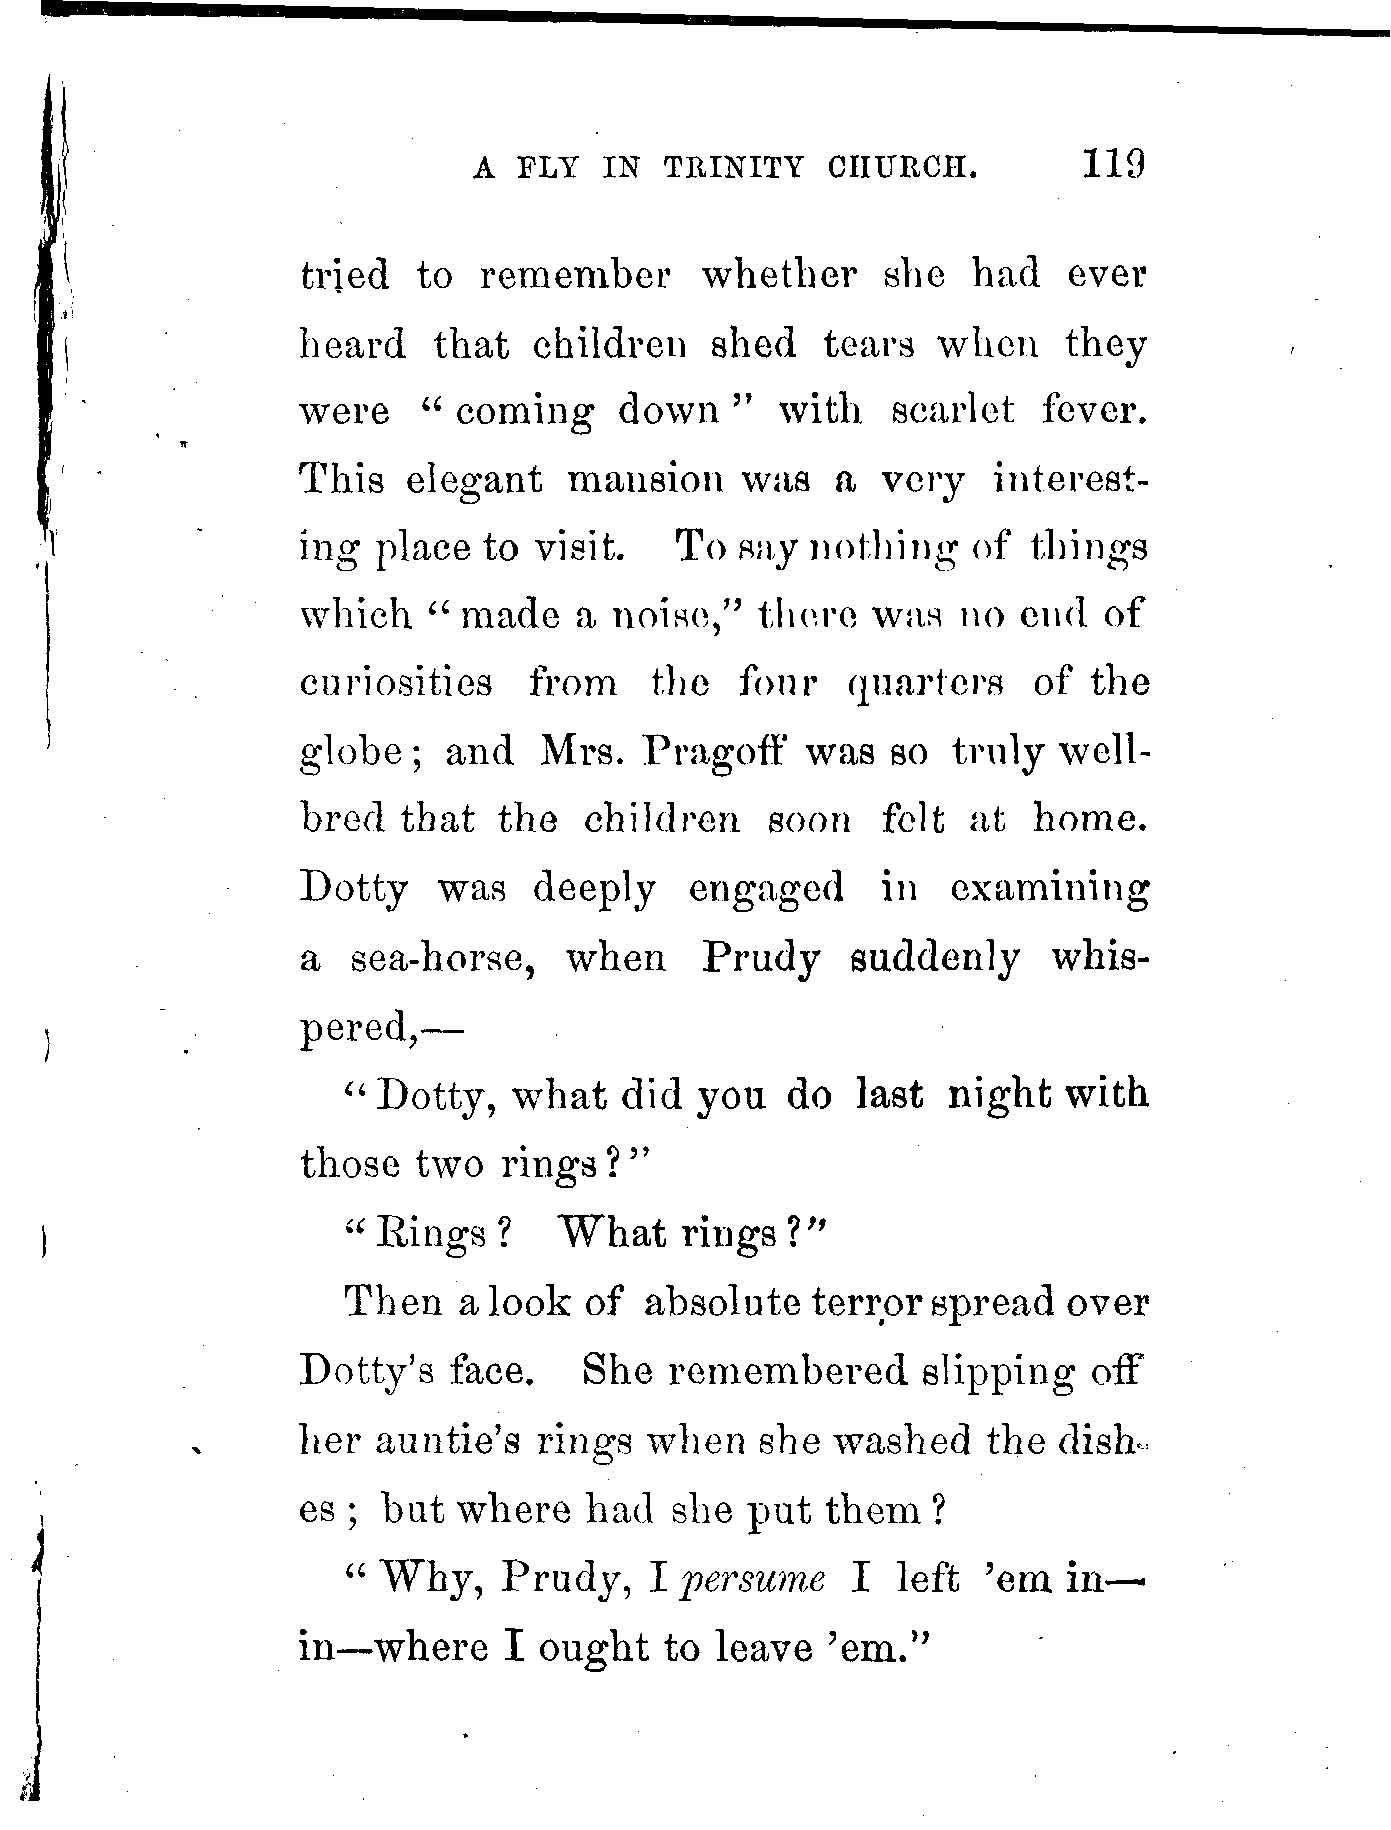 A FLY IN TRINITY CHURCH. 119
tried to remember whether she had ever
heard that children shed tears when they
were “ coming down ” with scarlet fever.
This elegant mansion was a very interest-
ing place to visit. To say nothing of things
which “ made a noise,” there was no end of
curiosities from the four quarters of the
globe; and Mrs. Pragoff was so truly well-
bred that the children soon felt at home.
Dotty was deeply engaged in examining
a sea-horse, when Prudy suddenly whis-
pered,—
“ Dotty, what did you do last night with
those two rings?”
“ Rings? What rings?”
Then a look of absolute terror spread over
Dotty’s face. She remembered slipping off
her auntie’s rings when she washed the dish-
es; but where had she put them?
“ Why, Prudy, I persume I left ’em in—
in—where I ought to leave ’em.”